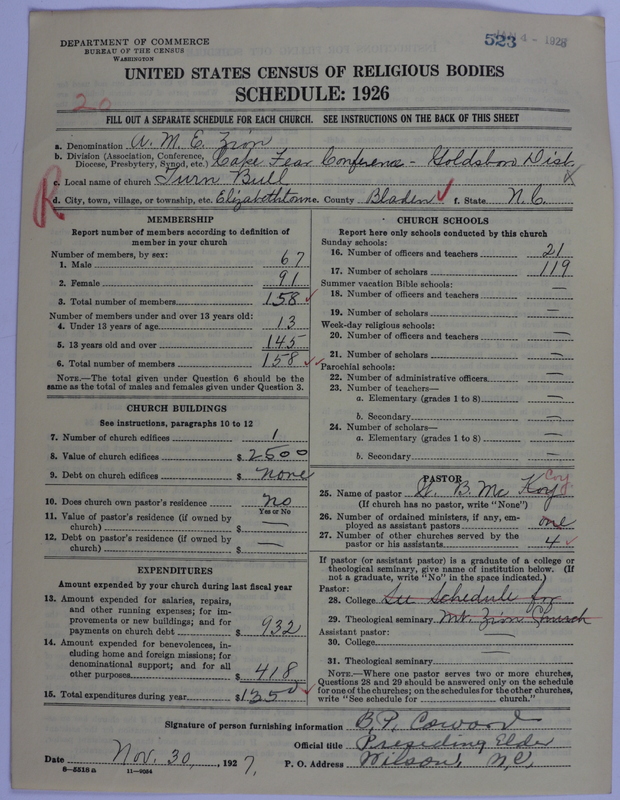 DEPARTMENT OF COMMERCE
BUREAU OF THE CENSUS
WASHINGTON
523 JAN 4 - 1928
UNITED STATES CENSUS OF RELIGIOUS BODIES
SCHEDULE: 1926
20
FILL OUT A SEPARATE SCHEDULE FOR EACH CHURCH. SEE INSTRUCTIONS ON THE BACK OF THIS SHEET
a. Denomination A. M. E. Zion
b. Division (Association, Conference, Diocese, Presbytery, Synod, etc.) Cape Fear Conference - Goldsboro Dist.
c. Local name of church Turn Bull
R
d. City, town, village, or township, etc. Elizabethtown e. County Bladen f. State N. C.
MEMBERSHIP
Report number of members according to definition of
member in your church
Number of members, by sex:
1. Male 67
2. Female 91
3. Total number of members 158
Number of members under and over 13 years old:
4. Under 13 years of age 13
5. 13 years old and over 145
6. Total number of members 158
NOTE.—The total given under Question 6 should be
same as the total of males and females given under Question 3.
CHURCH BUILDINGS
See instructions, paragraphs 10 to 12
7. Number of church edifices 1
8. Value of church edifices $ 2500
9. Debt on church edifices $ none
10. Does church own pastor's residence no
Yes or No
11. Value of pastor's residence (if owned by
church) $ —
12. Debt on pastor's residence (if owned by
church) $ —
EXPENDITURES
Amount expended by your church during last fiscal year
13. Amount expended for salaries, repairs,
and other running expenses; for im-
provements or new buildings; and for
payments on church debt $ 932
14. Amount expended for benevolences, in-
cluding home and foreign missions; for
denominational support; and for all
other purposes $ 418
15. Total expenditures during year $ 1350
CHURCH SCHOOLS
Report here only schools conducted by this church
Sunday schools:
16. Number of officers and teachers 21
17. Number of scholars 119
Summer vacation Bible schools:
18. Number of officers and teachers —
19. Number of scholars —
Week-day religious schools:
20. Number of officers and teachers —
21. Number of scholars —
Parochial schools:
22. Number of administrative officers —
23. Number of teachers—
a. Elementary (grades 1 to 8) —
b. Secondary —
24. Number of scholars—
a. Elementary (grades 1 to 8) —
b. Secondary —
PASTOR
25. Name of pastor G. B. Mc Koy Coy
(If church has no pastor, write "None")
26. Number of ordained ministers, if any, em-
ployed as assistant pastors one
27. Number of other churches served by the
pastor or his assistants 4
If pastor (or assistant pastor) is a graduate of a college or
theological seminary, give name of institution below. (If
not a graduate, write "No" in the space indicated.)
Pastor:
28. College See Schedule for
29. Theological seminary Mt. Zion Church
Assistant pastor:
30. College —
31. Theological seminary —
NOTE.—Where one pastor serves two or more churches,
Questions 28 and 29 should be answered only on the schedule
for one of the churches; on the schedules for the other churches,
write "See schedule for church."
Signature of person furnishing information B. P. Coward
Official title Presiding Elder
Date Nov. 30, 1927, P. O. Address Wilson, N.C.
6-5518a 11-9094